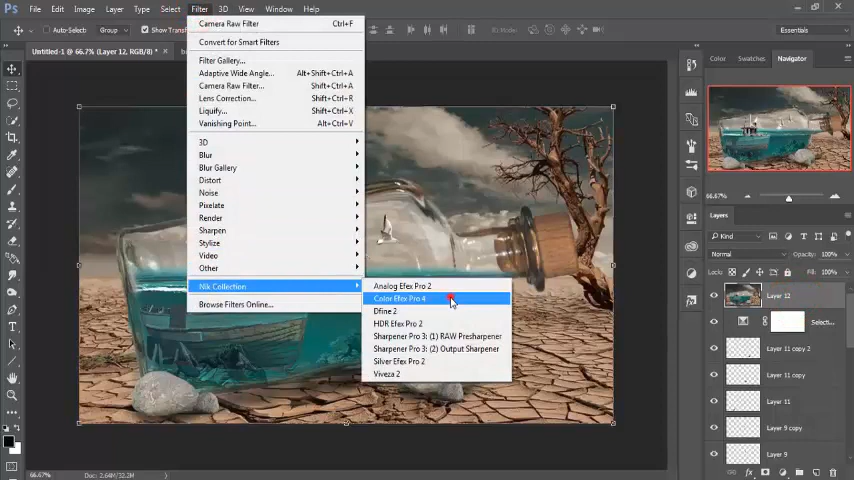 Ps File Edit Image Layer Type Select Filter 3D View Window Help
Auto-Select: Group Show Transf
Essentials
Untitled-1 @ 66.7% (Layer 12, RGB/8) * ×
Camera Raw Filter Ctrl+F
Convert for Smart Filters
Filter Gallery...
Adaptive Wide Angle... Alt+Shift+Ctrl+A
Camera Raw Filter... Shift+Ctrl+A
Lens Correction... Shift+Ctrl+R
Liquify... Shift+Ctrl+X
Vanishing Point... Alt+Ctrl+V
3D
Blur
Blur Gallery
Distort
Noise
Pixelate
Render
Sharpen
Stylize
Video
Other
Nik Collection
Browse Filters Online...
Analog Efex Pro 2
Color Efex Pro 4
Dfine 2
HDR Efex Pro 2
Sharpener Pro 3: (1) RAW Presharpener
Sharpener Pro 3: (2) Output Sharpener
Silver Efex Pro 2
Viveza 2
Color Swatches Navigator
66.67%
Layers
Kind
Normal Opacity: 100%
Lock: Fill: 100%
Layer 12
Select...
Layer 11 copy 2
Layer 11 copy
Layer 11
Layer 9 copy
Layer 9
66.67% Doc: 2.64M/32.2M